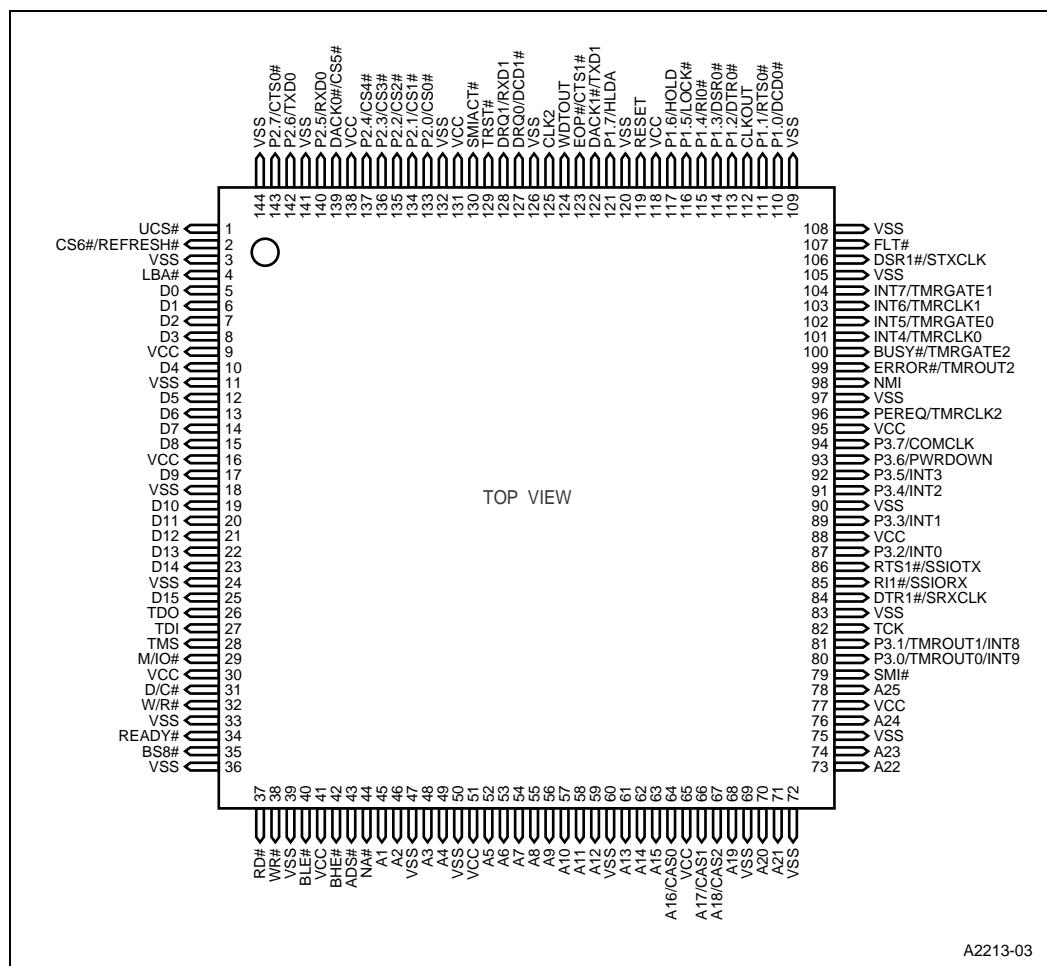 VSS
P2.7/CTS0#
P2.6/TXD0
VSS
P2.5/RXD0
DACK0#/CS5#
VCC
P2.4/CS4#
P2.3/CS3#
P2.2/CS2#
P2.1/CS1#
P2.0/CS0#
VSS
VCC
SMIACT#
TRST#
DRQ1/RXD1
DRQ0/DCD1#
VSS
CLK2
WDTOUT
EOP#/CTS1#
DACK1#/TXD1
P1.7/HLDA
VSS
RESET
VCC
P1.6/HOLD
P1.5/LOCK#
P1.4/RI0#
P1.3/DSR0#
P1.2/DTR0#
CLKOUT
P1.1/RTS0#
P1.0/DCD0#
VSS
144
143
142
141
140
139
138
137
136
135
134
133
132
131
130
129
128
127
126
125
124
123
122
121
120
119
118
117
116
115
114
113
112
111
110
109
UCS# 1
CS6#/REFRESH# 2
VSS 3
LBA# 4
D0 5
D1 6
D2 7
D3 8
VCC 9
D4 10
VSS 11
D5 12
D6 13
D7 14
D8 15
VCC 16
D9 17
VSS 18
D10 19
D11 20
D12 21
D13 22
D14 23
VSS 24
D15 25
TDO 26
TDI 27
TMS 28
M/IO# 29
VCC 30
D/C# 31
W/R# 32
VSS 33
READY# 34
BS8# 35
VSS 36
TOP VIEW
108 VSS
107 FLT#
106 DSR1#/STXCLK
105 VSS
104 INT7/TMRGATE1
103 INT6/TMRCLK1
102 INT5/TMRGATE0
101 INT4/TMRCLK0
100 BUSY#/TMRGATE2
99 ERROR#/TMROUT2
98 NMI
97 VSS
96 PEREQ/TMRCLK2
95 VCC
94 P3.7/COMCLK
93 P3.6/PWRDOWN
92 P3.5/INT3
91 P3.4/INT2
90 VSS
89 P3.3/INT1
88 VCC
87 P3.2/INT0
86 RTS1#/SSIOTX
85 RI1#/SSIORX
84 DTR1#/SRXCLK
83 VSS
82 TCK
81 P3.1/TMROUT1/INT8
80 P3.0/TMROUT0/INT9
79 SMI#
78 A25
77 VCC
76 A24
75 VSS
74 A23
73 A22
37
38
39
40
41
42
43
44
45
46
47
48
49
50
51
52
53
54
55
56
57
58
59
60
61
62
63
64
65
66
67
68
69
70
71
72
RD#
WR#
VSS
BLE#
VCC
BHE#
ADS#
NA#
A1
A2
VSS
A3
A4
VSS
VCC
A5
A6
A7
A8
A9
A10
A11
A12
VSS
A13
A14
A15
A16/CAS0
VCC
A17/CAS1
A18/CAS2
A19
VSS
A20
A21
VSS
A2213-03